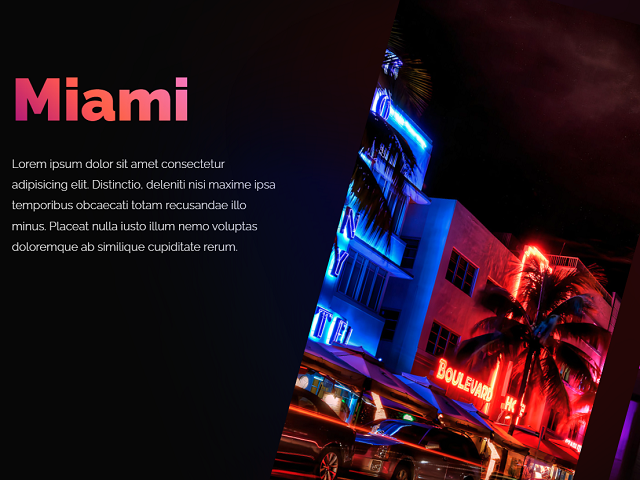 Miami
Lorem ipsum dolor sit amet consectetur
adipisicing elit. Distinctio, deleniti nisi maxime ipsa
temporibus obcaecati totam recusandae illo
minus. Placeat nulla iusto illum nemo voluptas
doloremque ab similique cupiditate rerum.
BOULEVARD